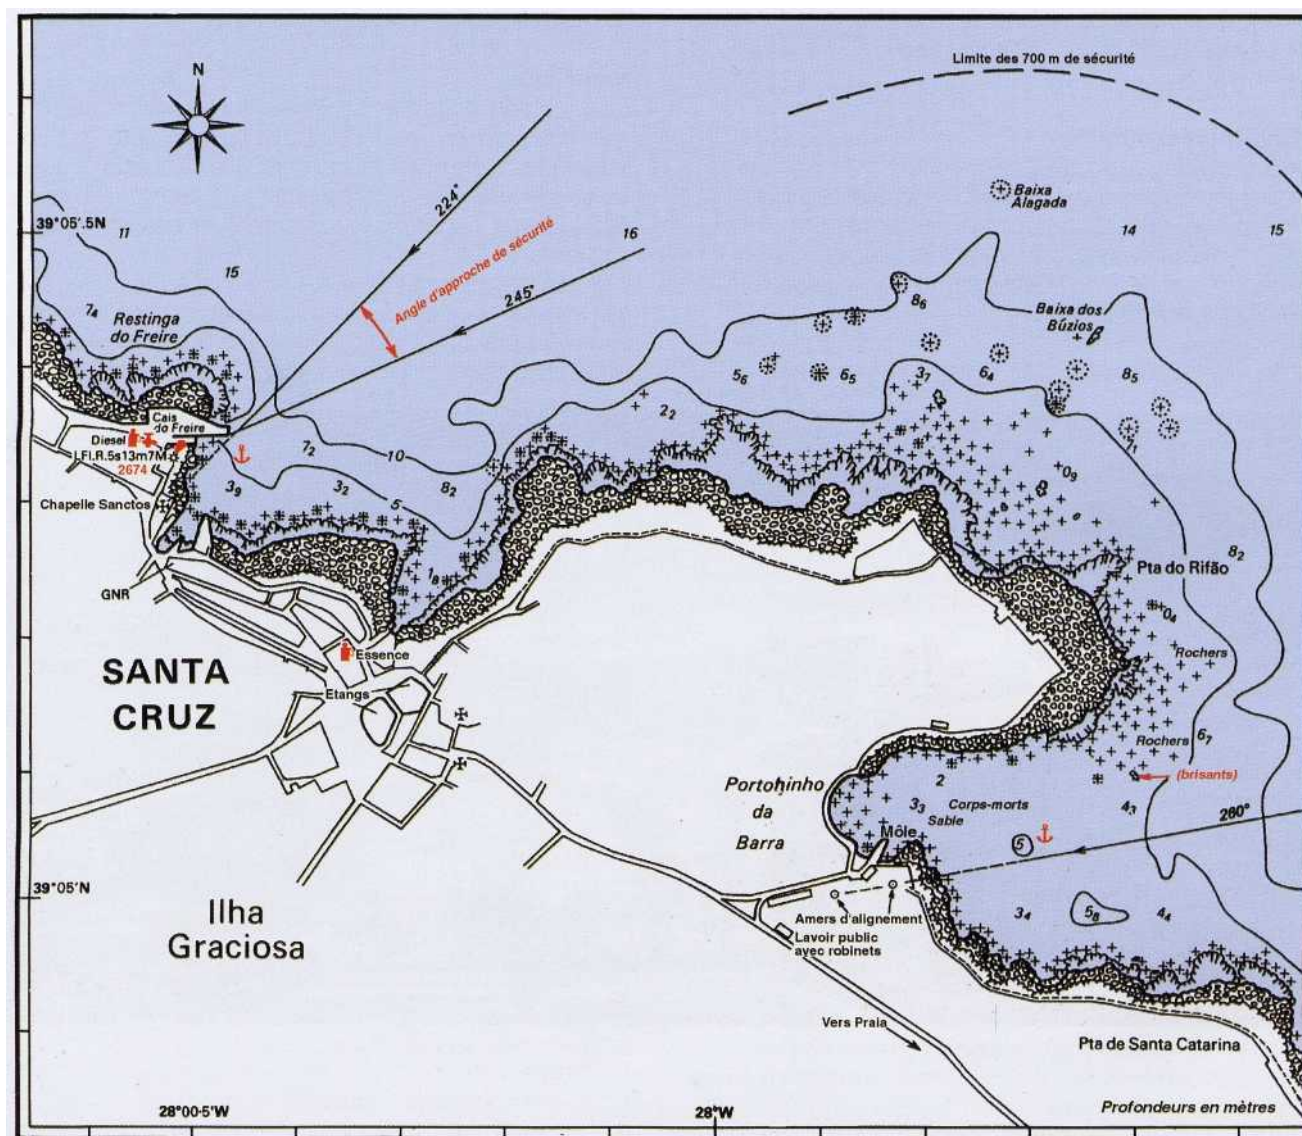 Limite des 700 m de sécurité
N
Baixa
Alagada
224°
39°05'.5N
11
16
14
15
Angle d'approche de sécurité
15
245°
7₄
Restinga
do Freire
8₆
Baixa dos
Búzios
5₆
6₅
3₇
6₄
8₅
2₂
Cais
do Freire
Diesel
l.Fl.R.5s13m7M
2674
7₂
10
7₁
0₉
3₉
3₂
5
8₂
Chapelle Sanctos
8₂
1₈
Pta do Rifão
GNR
0₄
Essence
Rochers
SANTA
CRUZ
Etangs
Rochers
6₇
(brisants)
Portohinho
da
Barra
2
3₃
Corps-morts
Sable
4₃
260°
Môle
5
39°05'N
Ilha
Graciosa
Amers d'alignement
3₄
5₈
4₄
Lavoir public
avec robinets
Vers Praia
Pta de Santa Catarina
28°00·5'W
28°W
Profondeurs en mètres